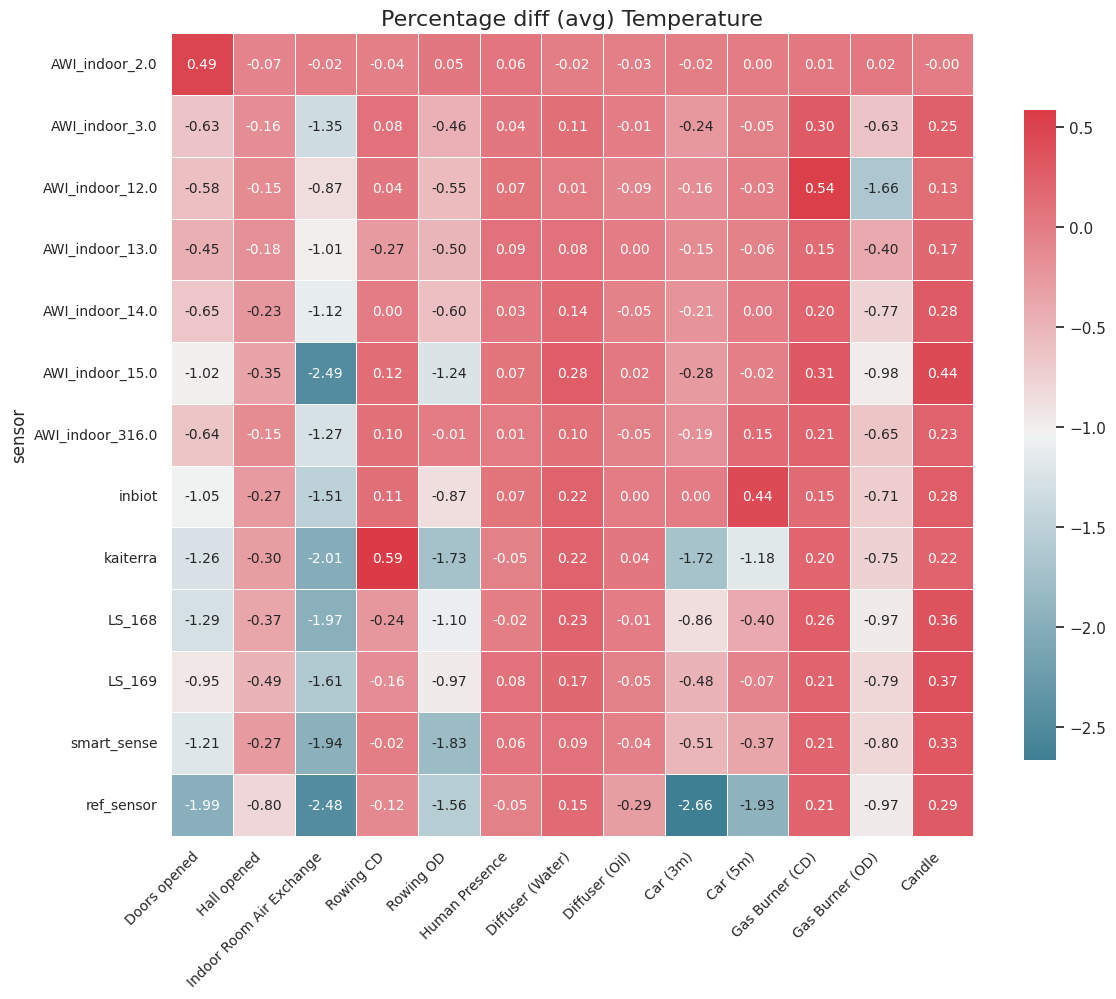 Percentage diff (avg) Temperature
sensor
AWI_indoor_2.0 0.49 -0.07 -0.02 -0.04 0.05 0.06 -0.02 -0.03 -0.02 0.00 0.01 0.02 -0.00
AWI_indoor_3.0 -0.63 -0.16 -1.35 0.08 -0.46 0.04 0.11 -0.01 -0.24 -0.05 0.30 -0.63 0.25
AWI_indoor_12.0 -0.58 -0.15 -0.87 0.04 -0.55 0.07 0.01 -0.09 -0.16 -0.03 0.54 -1.66 0.13
AWI_indoor_13.0 -0.45 -0.18 -1.01 -0.27 -0.50 0.09 0.08 0.00 -0.15 -0.06 0.15 -0.40 0.17
AWI_indoor_14.0 -0.65 -0.23 -1.12 0.00 -0.60 0.03 0.14 -0.05 -0.21 0.00 0.20 -0.77 0.28
AWI_indoor_15.0 -1.02 -0.35 -2.49 0.12 -1.24 0.07 0.28 0.02 -0.28 -0.02 0.31 -0.98 0.44
AWI_indoor_316.0 -0.64 -0.15 -1.27 0.10 -0.01 0.01 0.10 -0.05 -0.19 0.15 0.21 -0.65 0.23
inbiot -1.05 -0.27 -1.51 0.11 -0.87 0.07 0.22 0.00 0.00 0.44 0.15 -0.71 0.28
kaiterra -1.26 -0.30 -2.01 0.59 -1.73 -0.05 0.22 0.04 -1.72 -1.18 0.20 -0.75 0.22
LS_168 -1.29 -0.37 -1.97 -0.24 -1.10 -0.02 0.23 -0.01 -0.86 -0.40 0.26 -0.97 0.36
LS_169 -0.95 -0.49 -1.61 -0.16 -0.97 0.08 0.17 -0.05 -0.48 -0.07 0.21 -0.79 0.37
smart_sense -1.21 -0.27 -1.94 -0.02 -1.83 0.06 0.09 -0.04 -0.51 -0.37 0.21 -0.80 0.33
ref_sensor -1.99 -0.80 -2.48 -0.12 -1.56 -0.05 0.15 -0.29 -2.66 -1.93 0.21 -0.97 0.29
Doors opened
Hall opened
Indoor Room Air Exchange
Rowing CD
Rowing OD
Human Presence
Diffuser (Water)
Diffuser (Oil)
Car (3m)
Car (5m)
Gas Burner (CD)
Gas Burner (OD)
Candle
0.5
0.0
−0.5
−1.0
−1.5
−2.0
−2.5